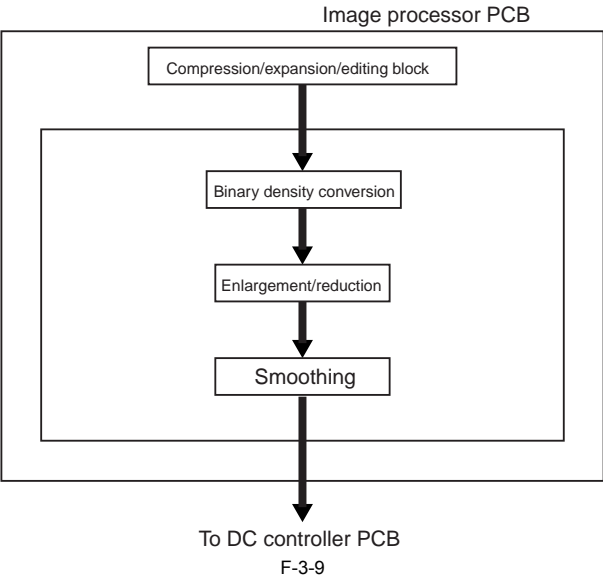 Image processor PCB
Compression/expansion/editing block
Binary density conversion
Enlargement/reduction
Smoothing
To DC controller PCB
F-3-9